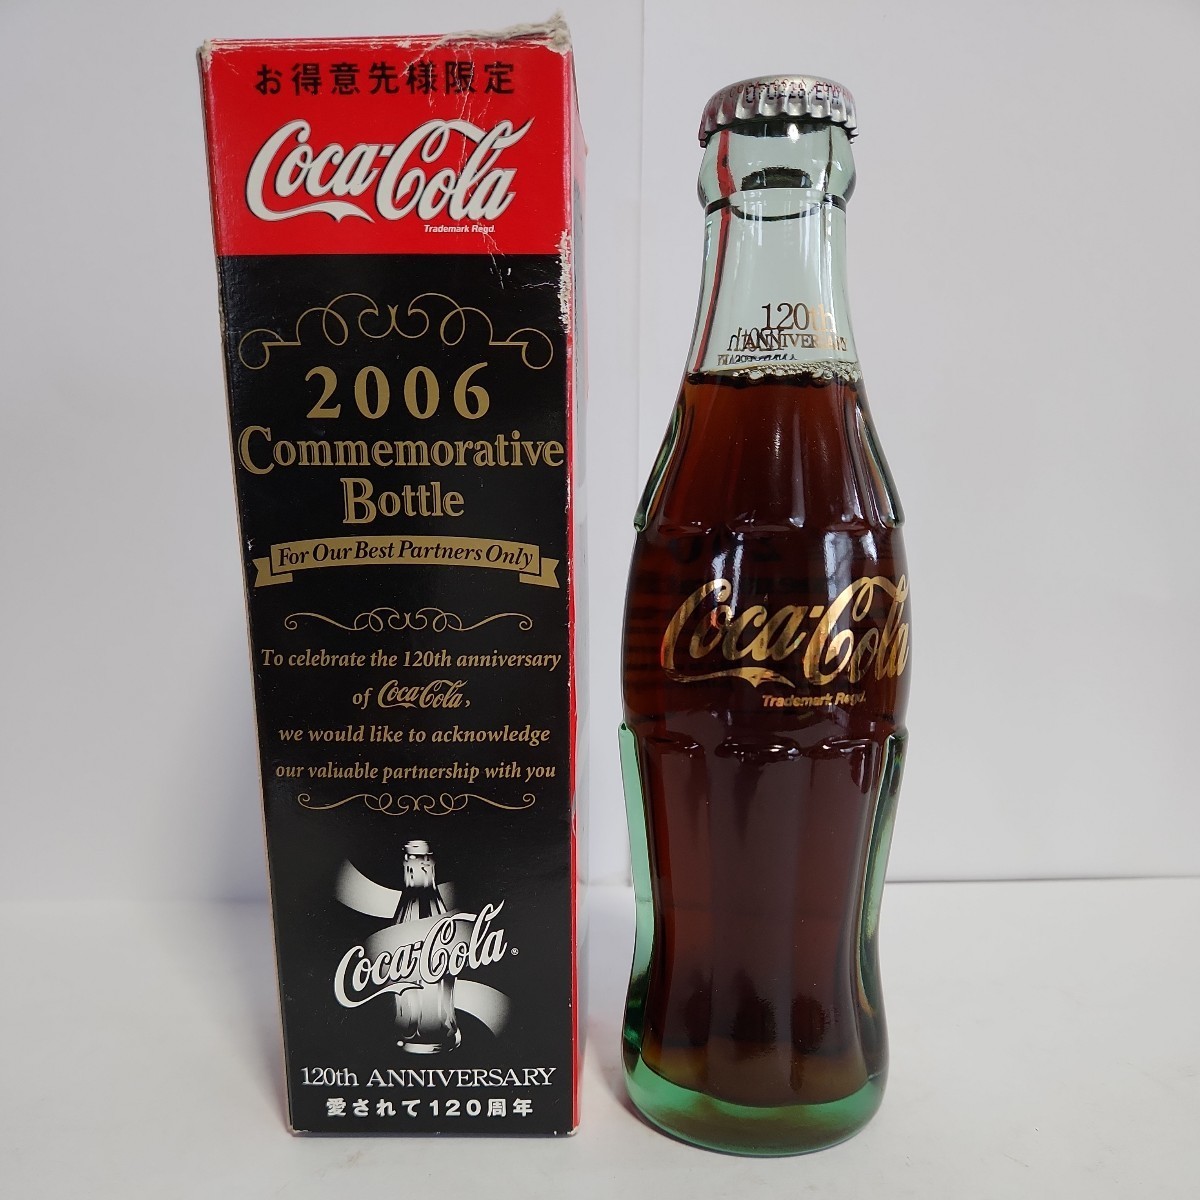 お得意先様限定
Coca-Cola
Trademark Regd.
2006
Commemorative
Bottle
For Our Best Partners Only
To celebrate the 120th anniversary
of Coca-Cola,
we would like to acknowledge
our valuable partnership with you
Coca-Cola®
120th ANNIVERSARY
愛されて120周年
120th
ANNIVERSARY
Coca-Cola
Trademark Regd.